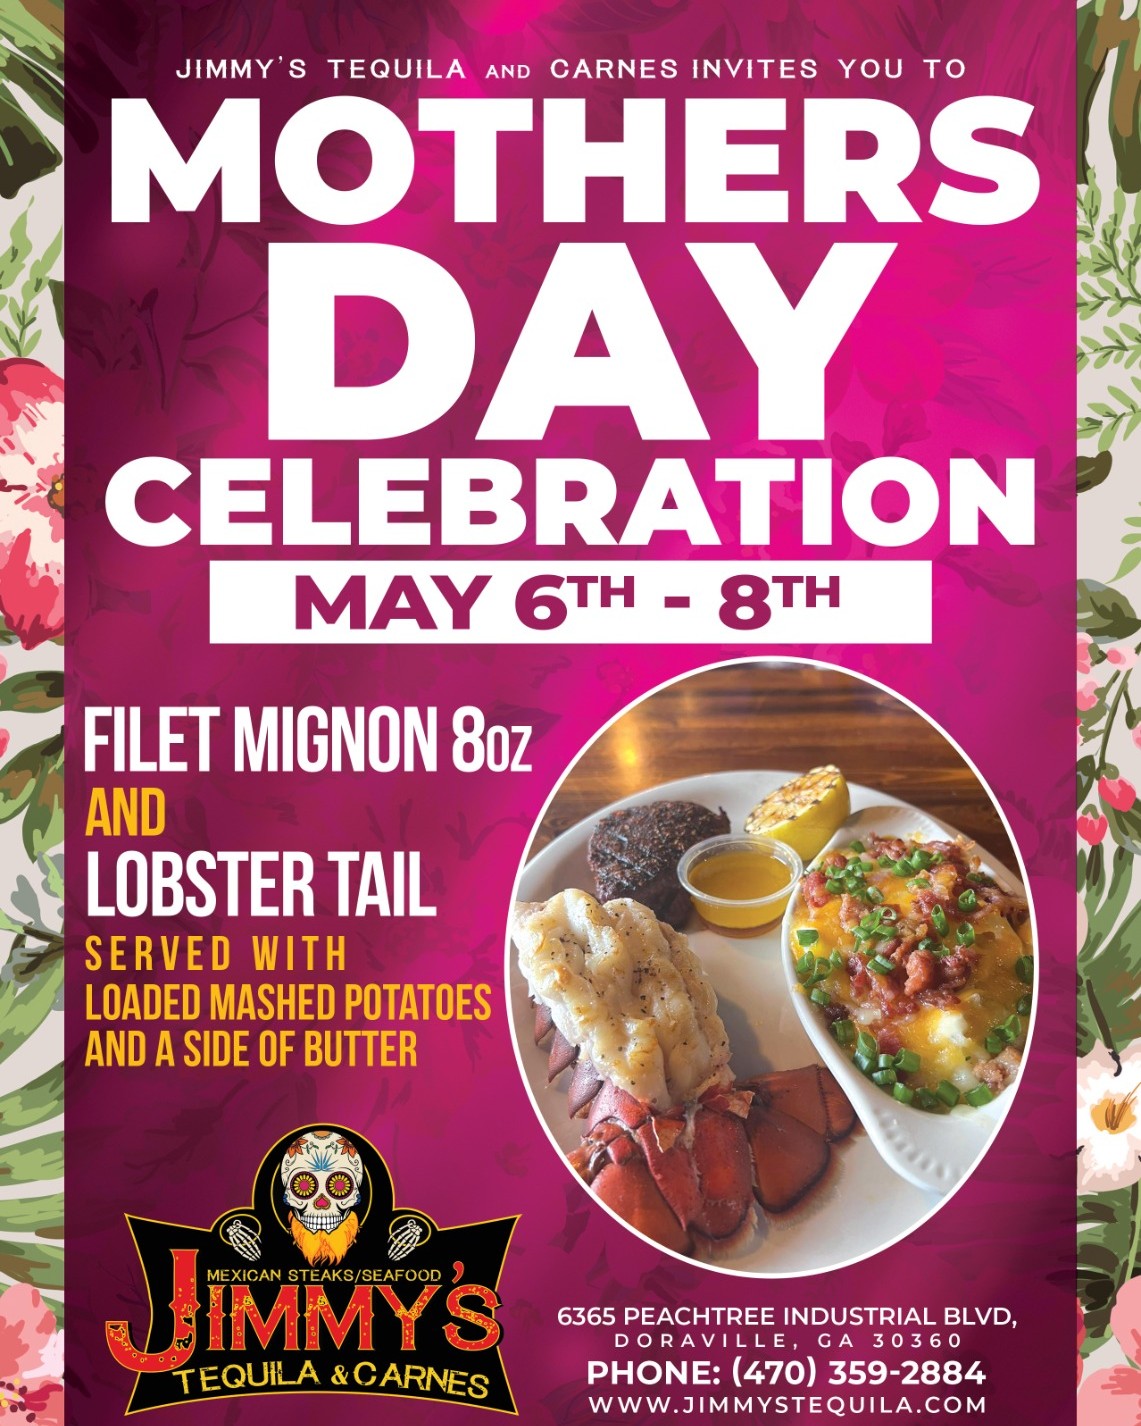 JIMMY'S TEQUILA AND CARNES INVITES YOU TO
MOTHERS
DAY
CELEBRATION
MAY 6TH - 8TH
FILET MIGNON 8OZ
AND
LOBSTER TAIL
SERVED WITH
LOADED MASHED POTATOES
AND A SIDE OF BUTTER
MEXICAN STEAKS/SEAFOOD
JIMMY'S
TEQUILA & CARNES
6365 PEACHTREE INDUSTRIAL BLVD,
DORAVILLE, GA 30360
PHONE: (470) 359-2884
WWW.JIMMYSTEQUILA.COM